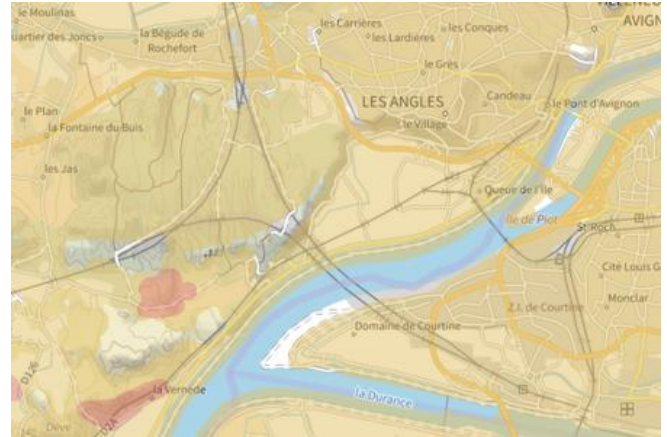 le Moulinas
les Carrières
AVIGN
quartier des Joncs
la Bégude de
Rochefort
les Lardières
les Conques
le Grès
LES ANGLES
Candeau
le Plan
le Pont d'Avignon
la Fontaine du Buis
le Village
les Jas
Queue de l'Ile
Île de Piot
St-Roch
Cité Louis G
Z.I. de Courtine
Monclar
Domaine de Courtine
D126
la Vernède
la Durance
D2A
Dève